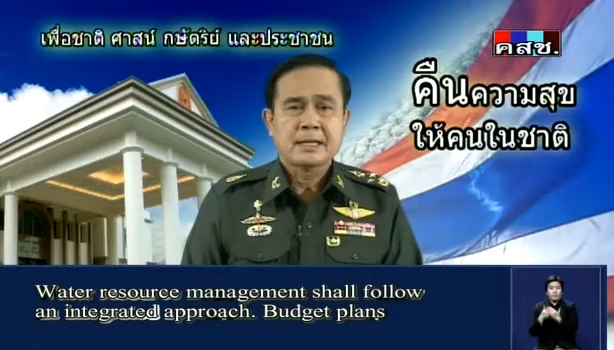 เพื่อชาติ ศาสน์ กษัตริย์ และประชาชน
คสช.
คืนความสุข
ให้คนในชาติ
Water resource management shall follow
an integrated approach. Budget plans